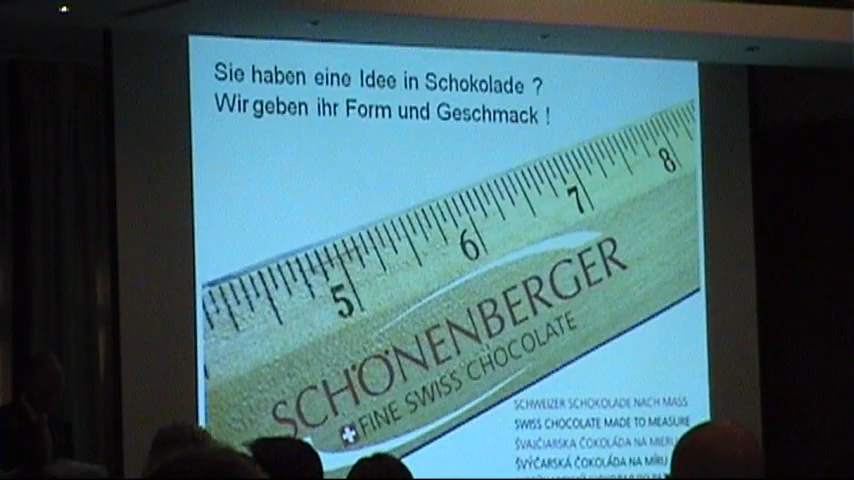 Sie haben eine Idee in Schokolade ?
Wir geben ihr Form und Geschmack !
5 6 7 8
SCHÖNENBERGER
FINE SWISS CHOCOLATE
SCHWEIZER SCHOKOLADE NACH MASS
SWISS CHOCOLATE MADE TO MEASURE
ŠVAJČIARSKA ČOKOLÁDA NA MIERU
ŠVÝČARSKÁ ČOKOLÁDA NA MÍRU